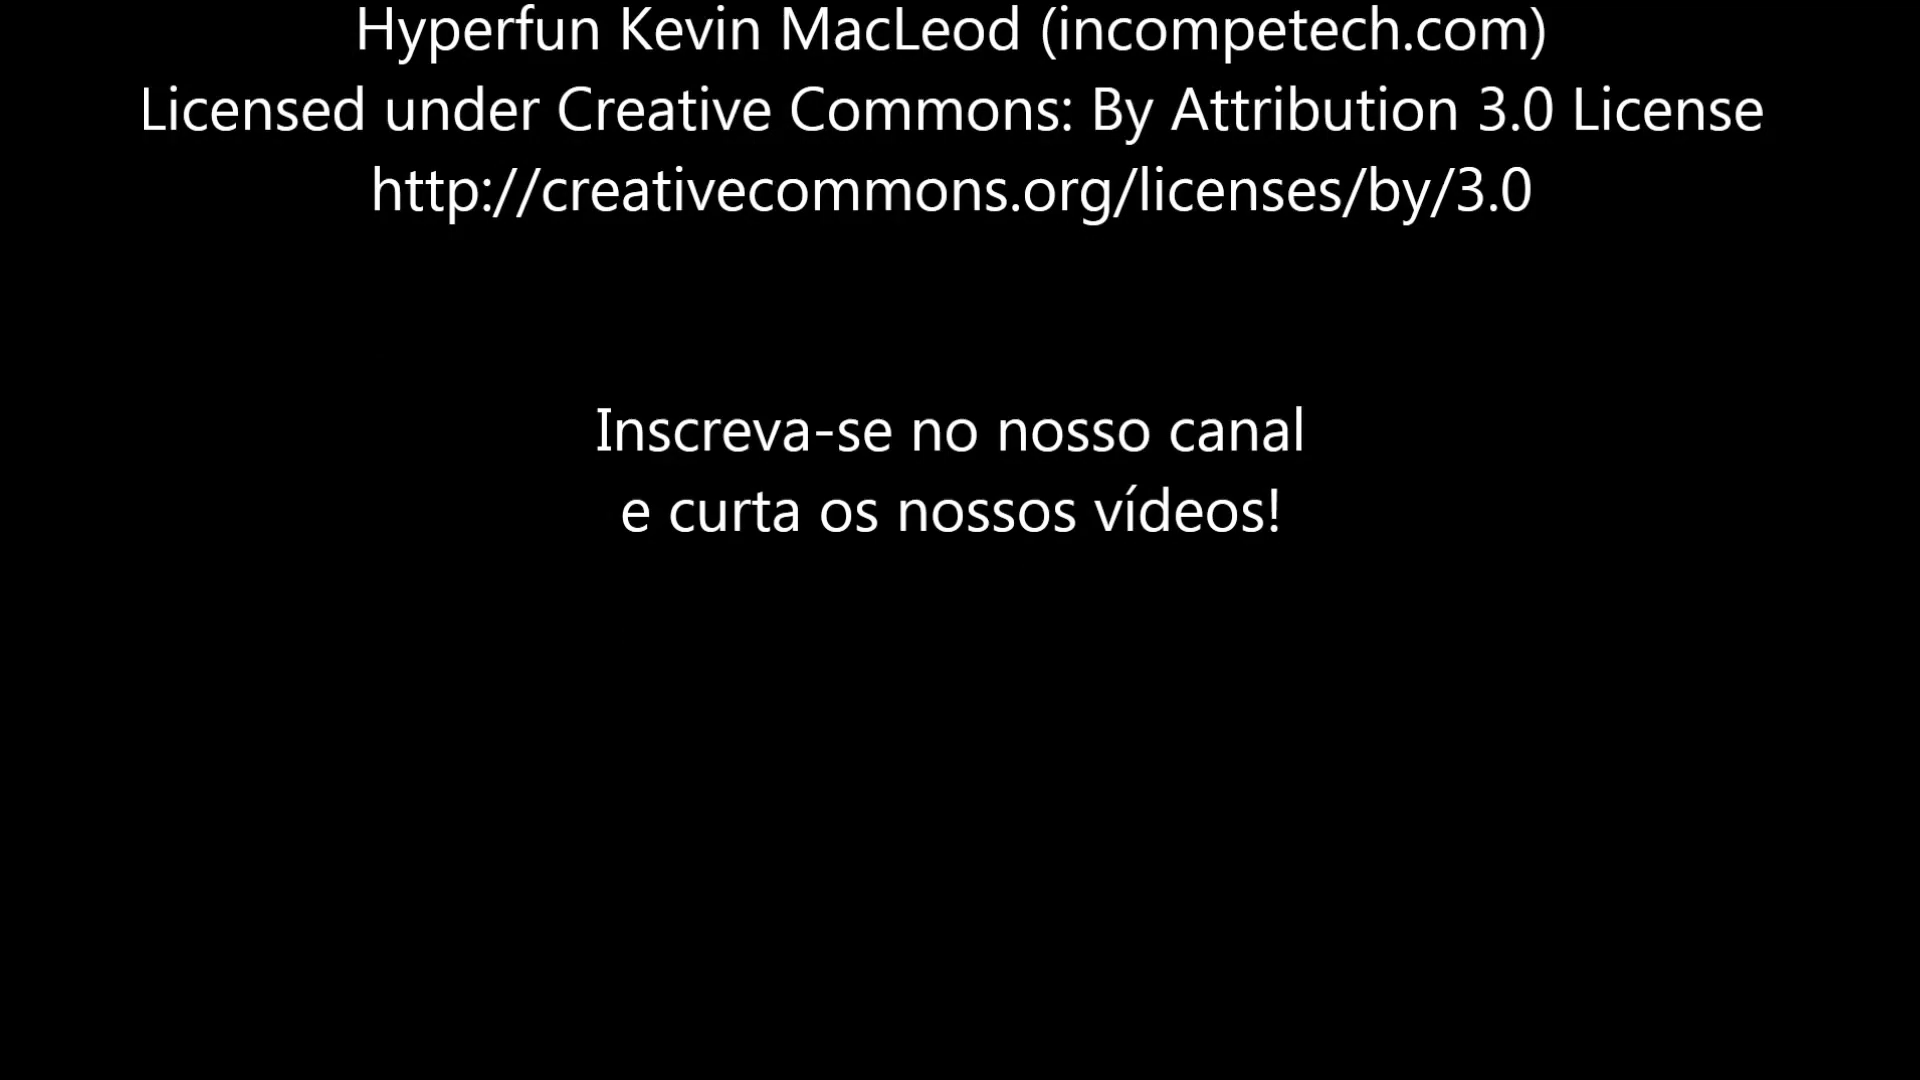 Hyperfun Kevin MacLeod (incompetech.com)
Licensed under Creative Commons: By Attribution 3.0 License
http://creativecommons.org/licenses/by/3.0
Inscreva-se no nosso canal
e curta os nossos vídeos!